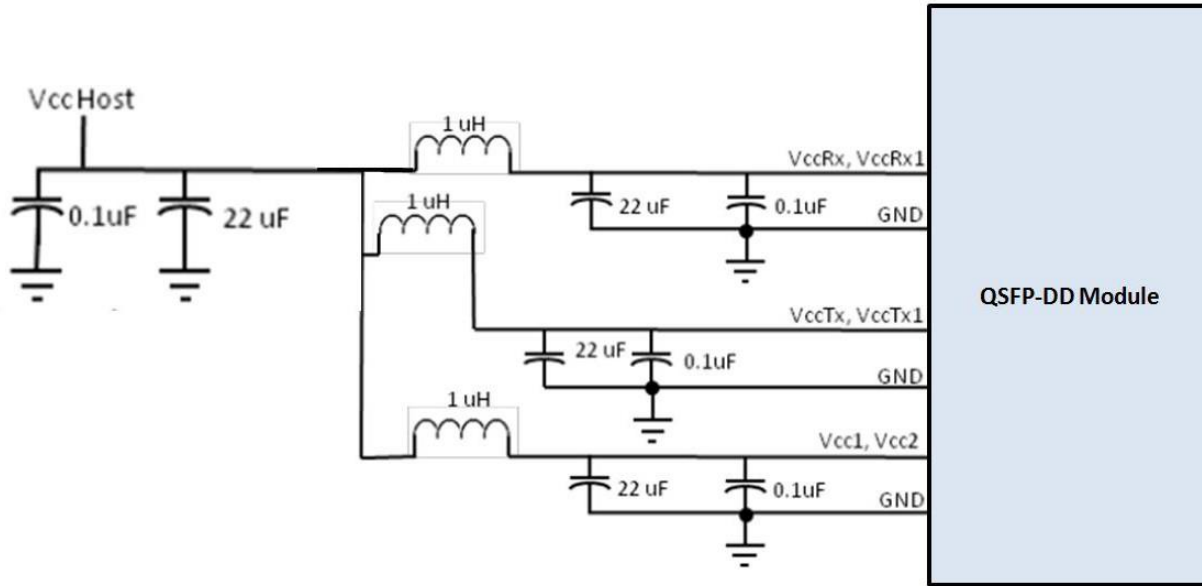 VccHost
0.1uF
22 uF
1 uH
VccRx, VccRx1
22 uF
0.1uF
GND
1 uH
QSFP-DD Module
VccTx, VccTx1
22 uF
0.1uF
GND
1 uH
Vcc1, Vcc2
22 uF
0.1uF
GND